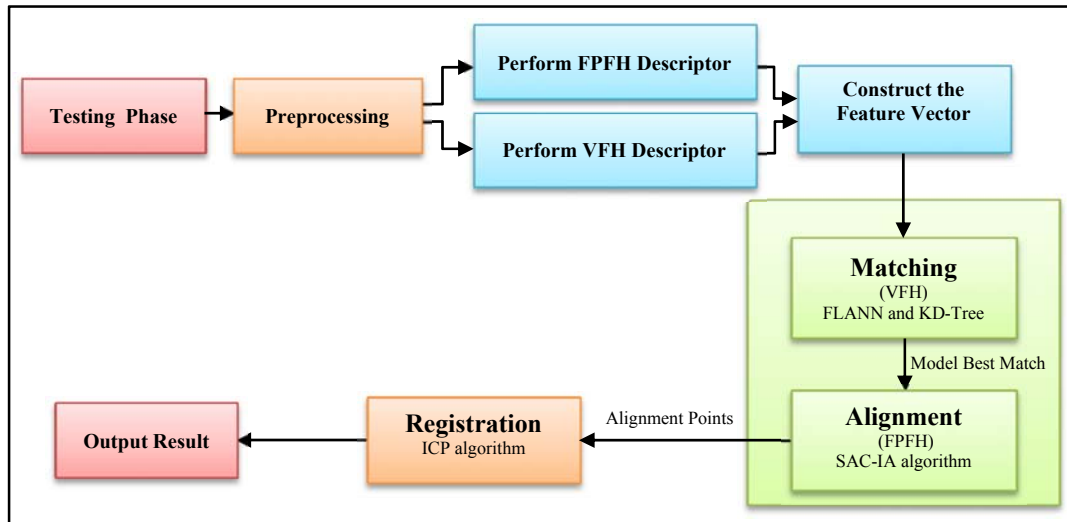 Testing Phase
Preprocessing
Perform FPFH Descriptor
Perform VFH Descriptor
Construct the
Feature Vector
Matching
(VFH)
FLANN and KD-Tree
Model Best Match
Alignment
(FPFH)
SAC-IA algorithm
Alignment Points
Registration
ICP algorithm
Output Result